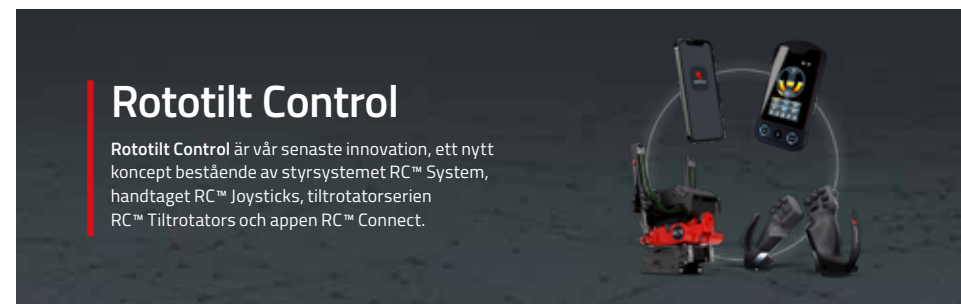 Rototilt Control
Rototilt Control är vår senaste innovation, ett nytt
koncept bestående av styrsystemet RC™ System,
handtaget RC™ Joysticks, tiltrotatorserien
RC™ Tiltrotators och appen RC™ Connect.